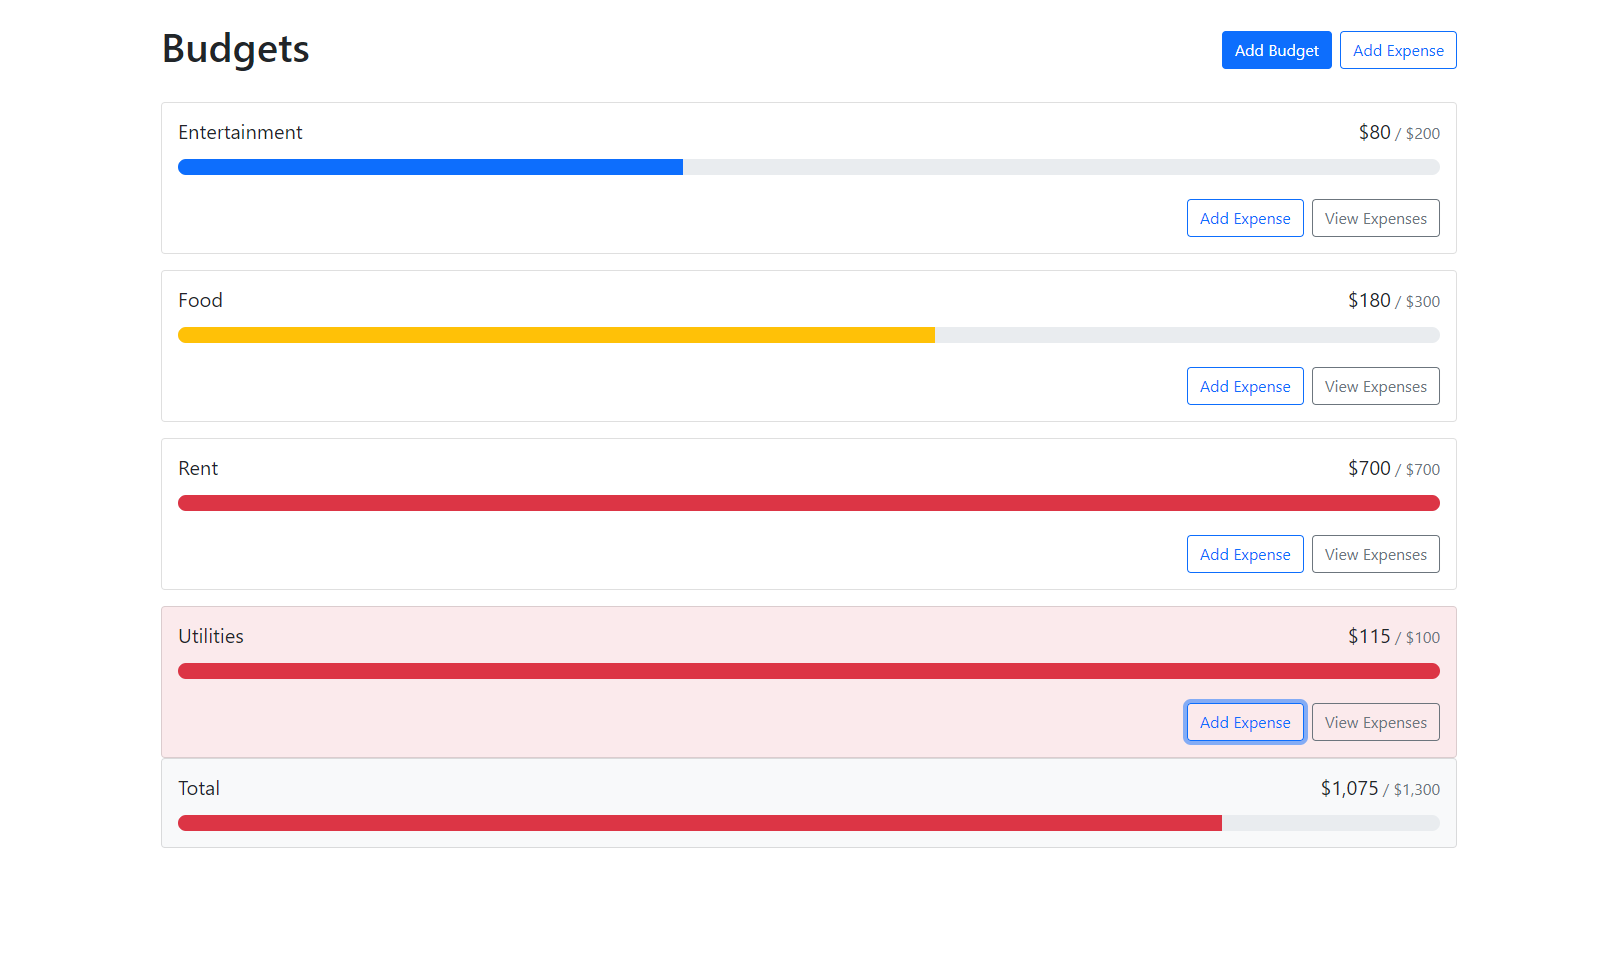 Budgets
Add Budget Add Expense
Entertainment $80 / $200
Add Expense View Expenses
Food $180 / $300
Add Expense View Expenses
Rent $700 / $700
Add Expense View Expenses
Utilities $115 / $100
Add Expense View Expenses
Total $1,075 / $1,300